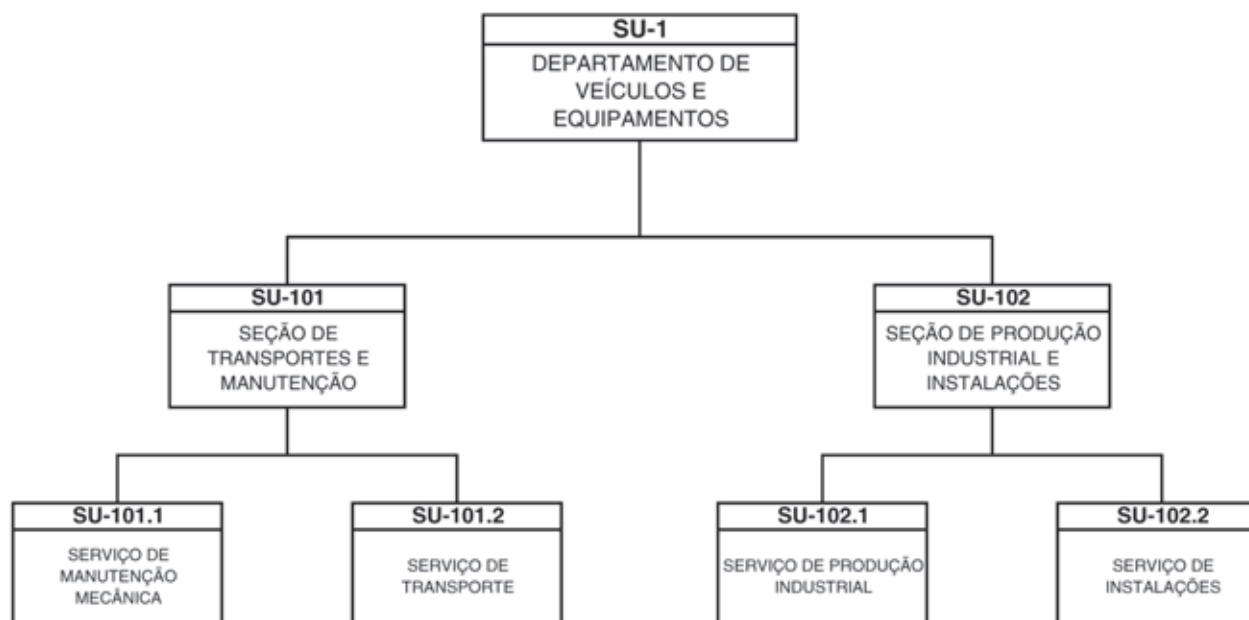 SU-1
DEPARTAMENTO DE
VEÍCULOS E
EQUIPAMENTOS
SU-101
SEÇÃO DE
TRANSPORTES E
MANUTENÇÃO
SU-102
SEÇÃO DE PRODUÇÃO
INDUSTRIAL E
INSTALAÇÕES
SU-101.1
SERVIÇO DE
MANUTENÇÃO
MECÂNICA
SU-101.2
SERVIÇO DE
TRANSPORTE
SU-102.1
SERVIÇO DE PRODUÇÃO
INDUSTRIAL
SU-102.2
SERVIÇO DE
INSTALAÇÕES